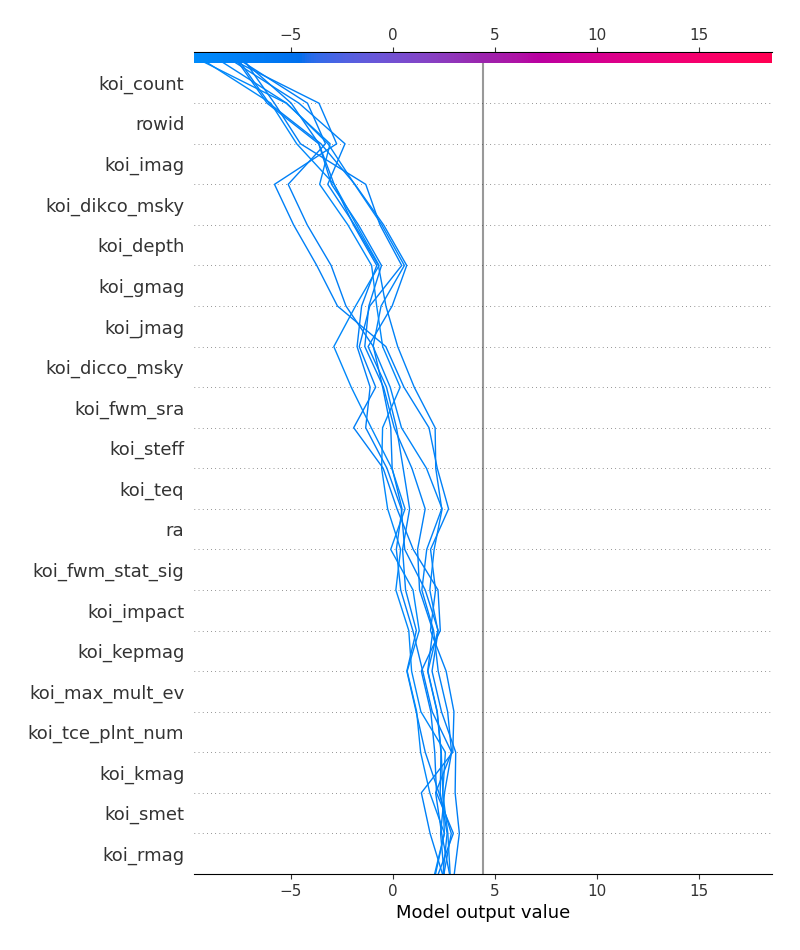 −5 0 5 10 15
koi_count
rowid
koi_imag
koi_dikco_msky
koi_depth
koi_gmag
koi_jmag
koi_dicco_msky
koi_fwm_sra
koi_steff
koi_teq
ra
koi_fwm_stat_sig
koi_impact
koi_kepmag
koi_max_mult_ev
koi_tce_plnt_num
koi_kmag
koi_smet
koi_rmag
−5 0 5 10 15
Model output value